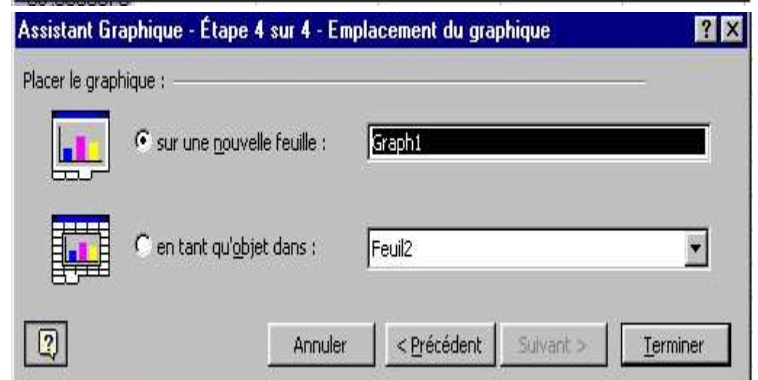 Assistant Graphique - Étape 4 sur 4 - Emplacement du graphique ? X
Placer le graphique :
sur une nouvelle feuille : Graph1
en tant qu'objet dans : Feuil2
? Annuler < Précédent Suivant > Terminer